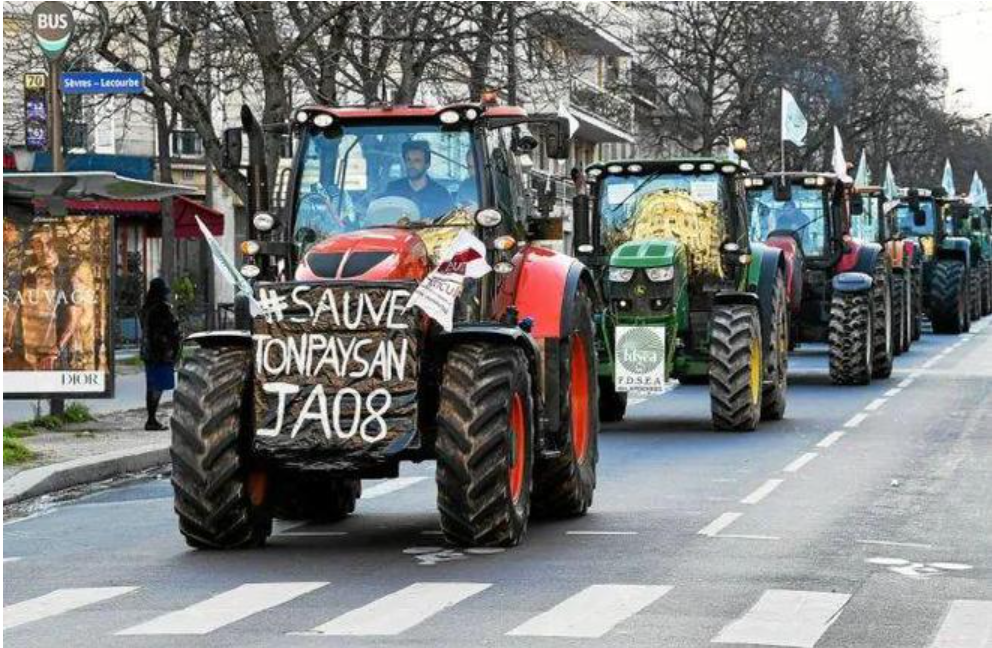 BUS
70
Sèvres - Lecourbe
SAUVAGE
DIOR
#SAUVE
TONPAYSAN
JA08
fdsea
F.D.S.E.A